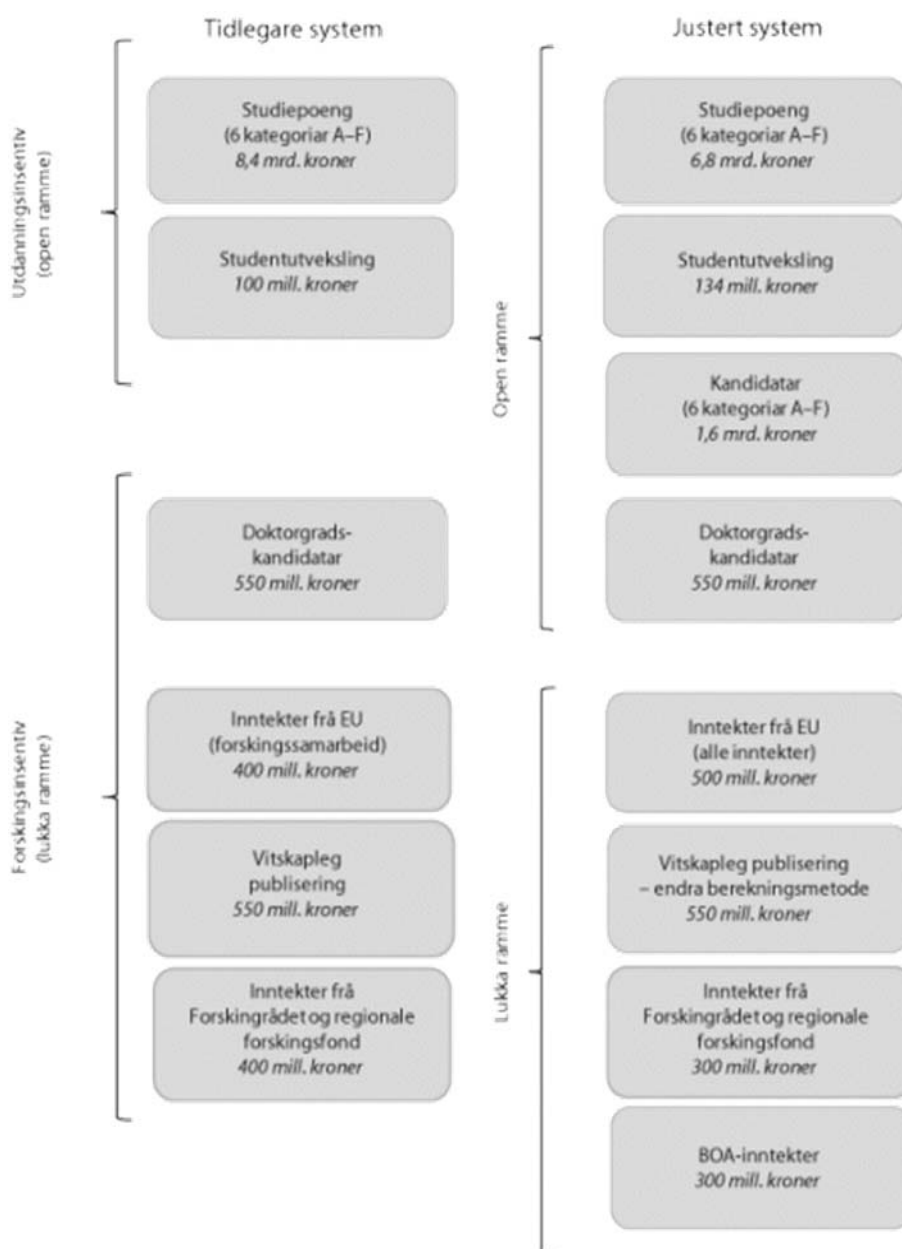 Tidlegare system
Utdanningsinsentiv
(open ramme)
Studiepoeng
(6 kategoriar A–F)
8,4 mrd. kroner
Studentutveksling
100 mill. kroner
Forskingsinsentiv
(lukka ramme)
Doktorgrads-
kandidatar
550 mill. kroner
Inntekter frå EU
(forskingssamarbeid)
400 mill. kroner
Vitskapleg
publisering
550 mill. kroner
Inntekter frå
Forskingrådet og regionale
forskingsfond
400 mill. kroner
Justert system
Open ramme
Studiepoeng
(6 kategoriar A–F)
6,8 mrd. kroner
Studentutveksling
134 mill. kroner
Kandidatar
(6 kategoriar A–F)
1,6 mrd. kroner
Doktorgrads-
kandidatar
550 mill. kroner
Lukka ramme
Inntekter frå EU
(alle inntekter)
500 mill. kroner
Vitskapleg publisering
– endra berekningsmetode
550 mill. kroner
Inntekter frå
Forskingrådet og regionale
forskingsfond
300 mill. kroner
BOA-inntekter
300 mill. kroner